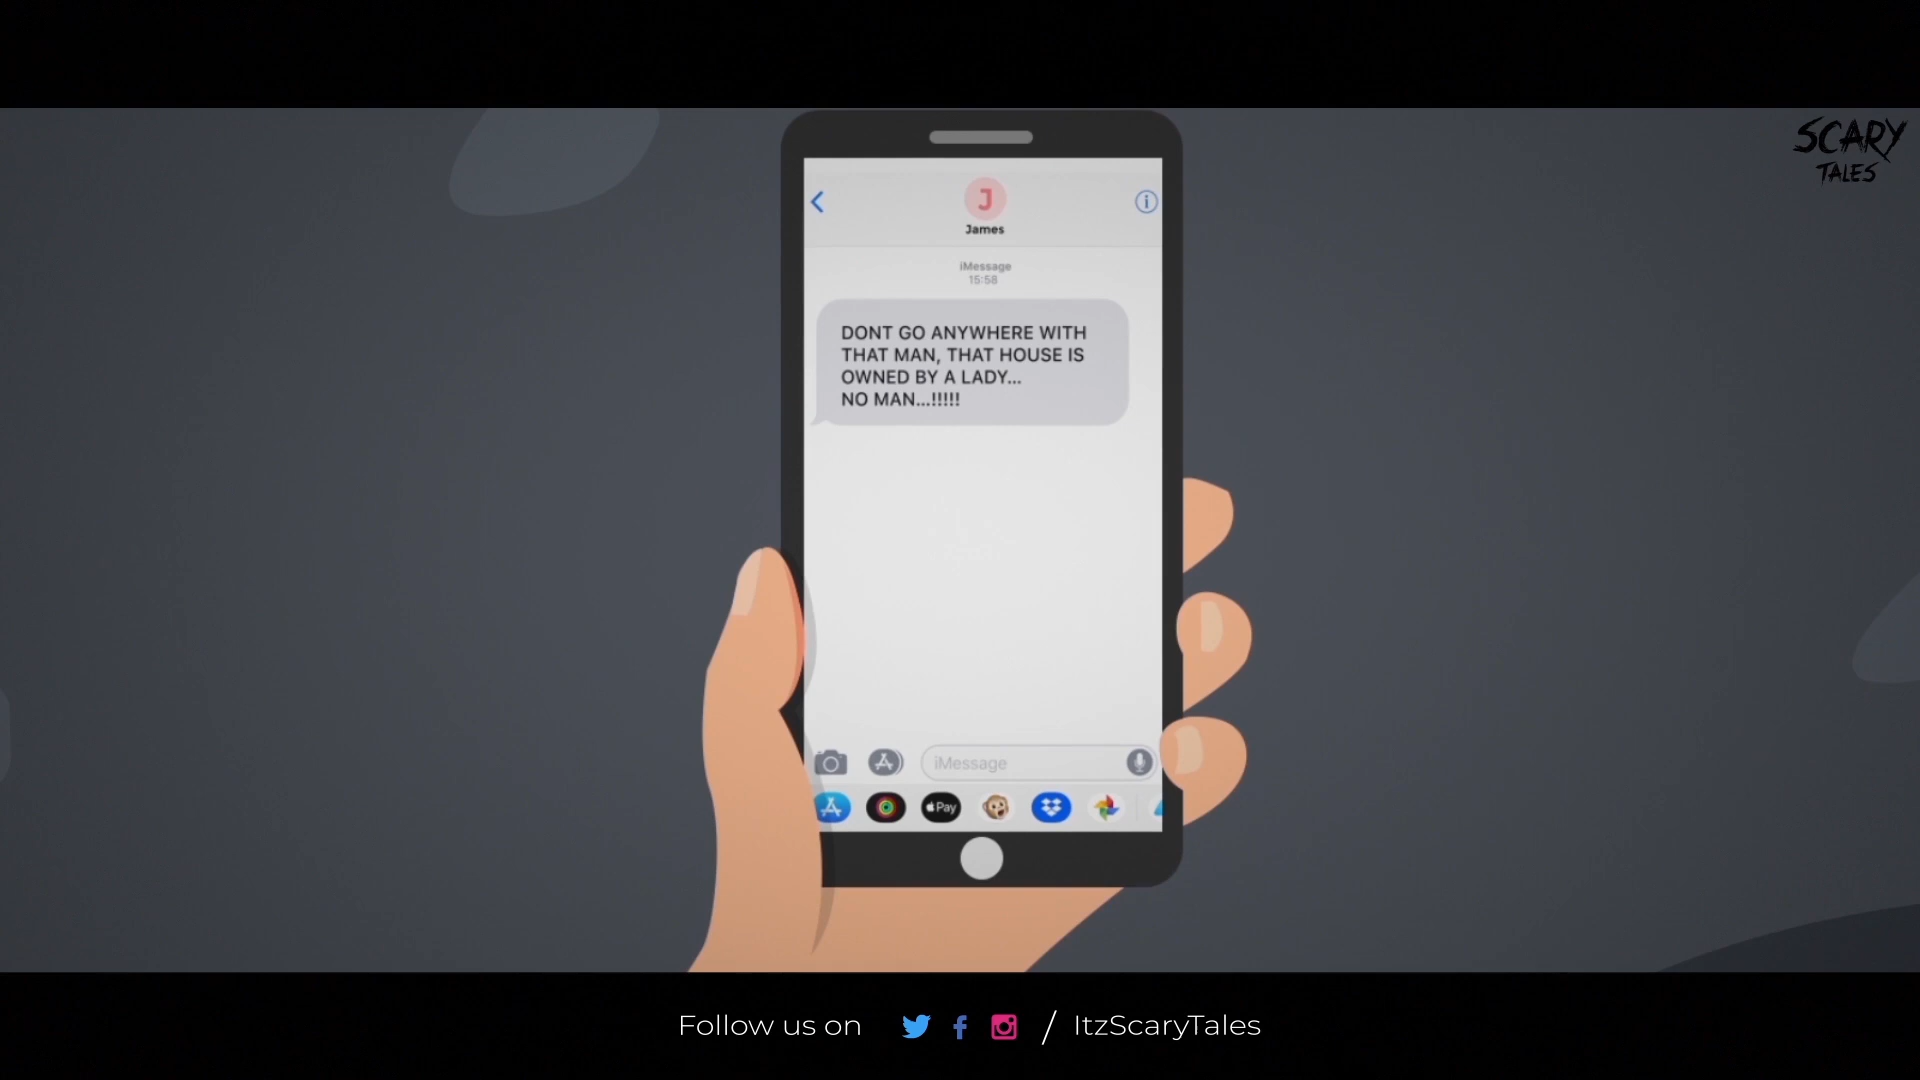 SCARY
TALES
J
James
iMessage
15:58
DONT GO ANYWHERE WITH
THAT MAN, THAT HOUSE IS
OWNED BY A LADY...
NO MAN...!!!!!
iMessage
Pay
Follow us on / ItzScaryTales